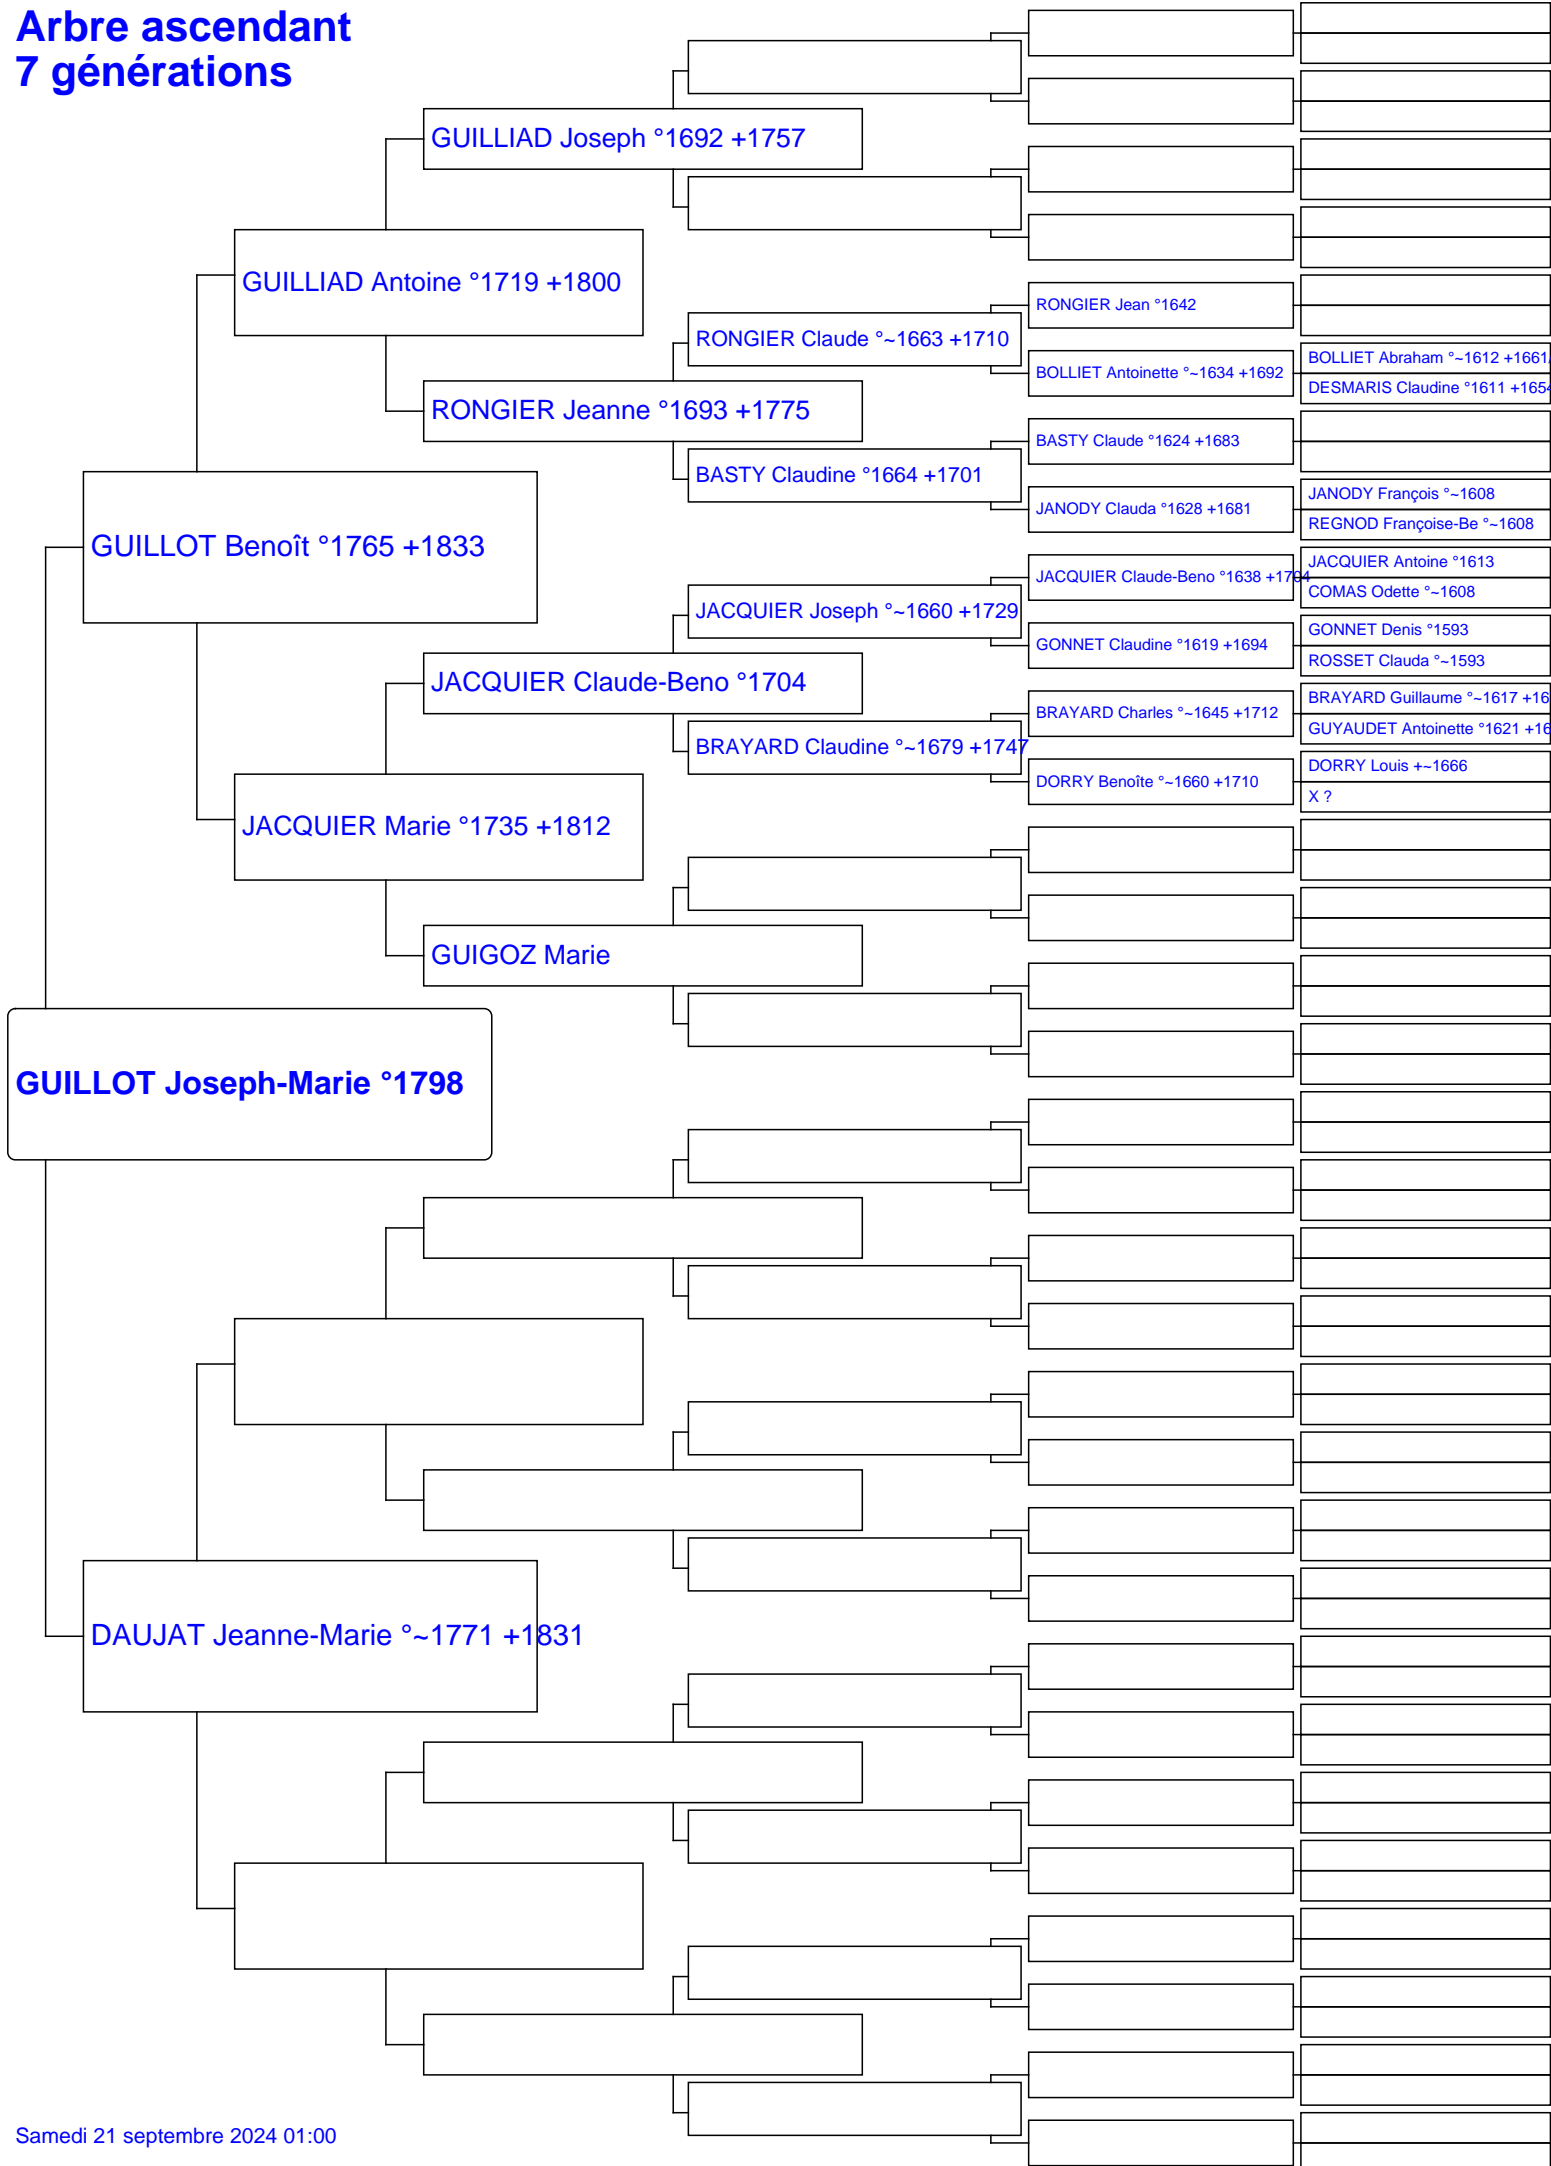 Arbre ascendant
7 générations
GUILLIAD Joseph °1692 +1757
GUILLIAD Antoine °1719 +1800
RONGIER Jean °1642
RONGIER Claude °~1663 +1710
BOLLIET Abraham °~1612 +1661/
BOLLIET Antoinette °~1634 +1692
DESMARIS Claudine °1611 +1654
RONGIER Jeanne °1693 +1775
BASTY Claude °1624 +1683
BASTY Claudine °1664 +1701
JANODY François °~1608
JANODY Clauda °1628 +1681
REGNOD Françoise-Be °~1608
GUILLOT Benoît °1765 +1833
JACQUIER Antoine °1613
JACQUIER Claude-Beno °1638 +1704
COMAS Odette °~1608
JACQUIER Joseph °~1660 +1729
GONNET Denis °1593
GONNET Claudine °1619 +1694
ROSSET Clauda °~1593
JACQUIER Claude-Beno °1704
BRAYARD Guillaume °~1617 +16
BRAYARD Charles °~1645 +1712
GUYAUDET Antoinette °1621 +16
BRAYARD Claudine °~1679 +1747
DORRY Louis +~1666
DORRY Benoîte °~1660 +1710
X ?
JACQUIER Marie °1735 +1812
GUIGOZ Marie
GUILLOT Joseph-Marie °1798
DAUJAT Jeanne-Marie °~1771 +1831
Samedi 21 septembre 2024 01:00